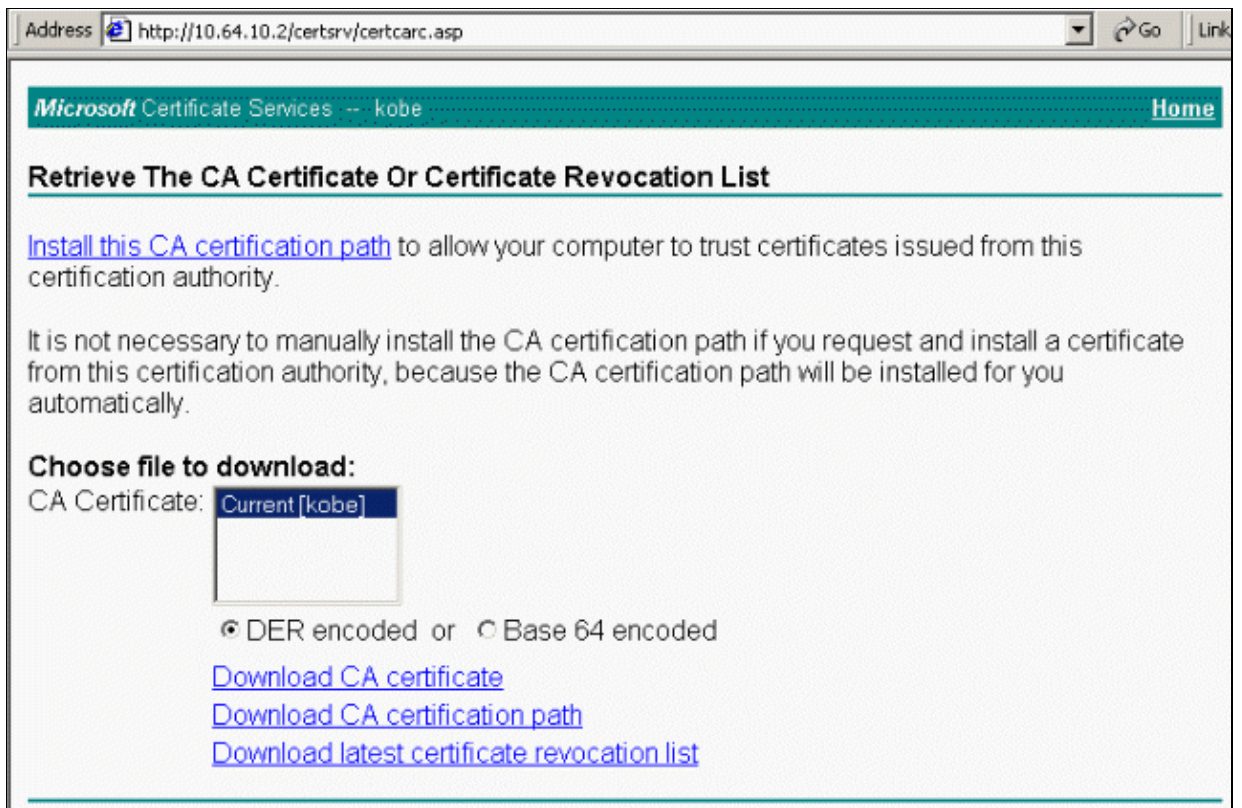 Address http://10.64.10.2/certsrv/certcarc.asp Go Link
Microsoft Certificate Services -- kobe Home
Retrieve The CA Certificate Or Certificate Revocation List
Install this CA certification path to allow your computer to trust certificates issued from this
certification authority.
It is not necessary to manually install the CA certification path if you request and install a certificate
from this certification authority, because the CA certification path will be installed for you
automatically.
Choose file to download:
CA Certificate: Current [kobe]
DER encoded or Base 64 encoded
Download CA certificate
Download CA certification path
Download latest certificate revocation list